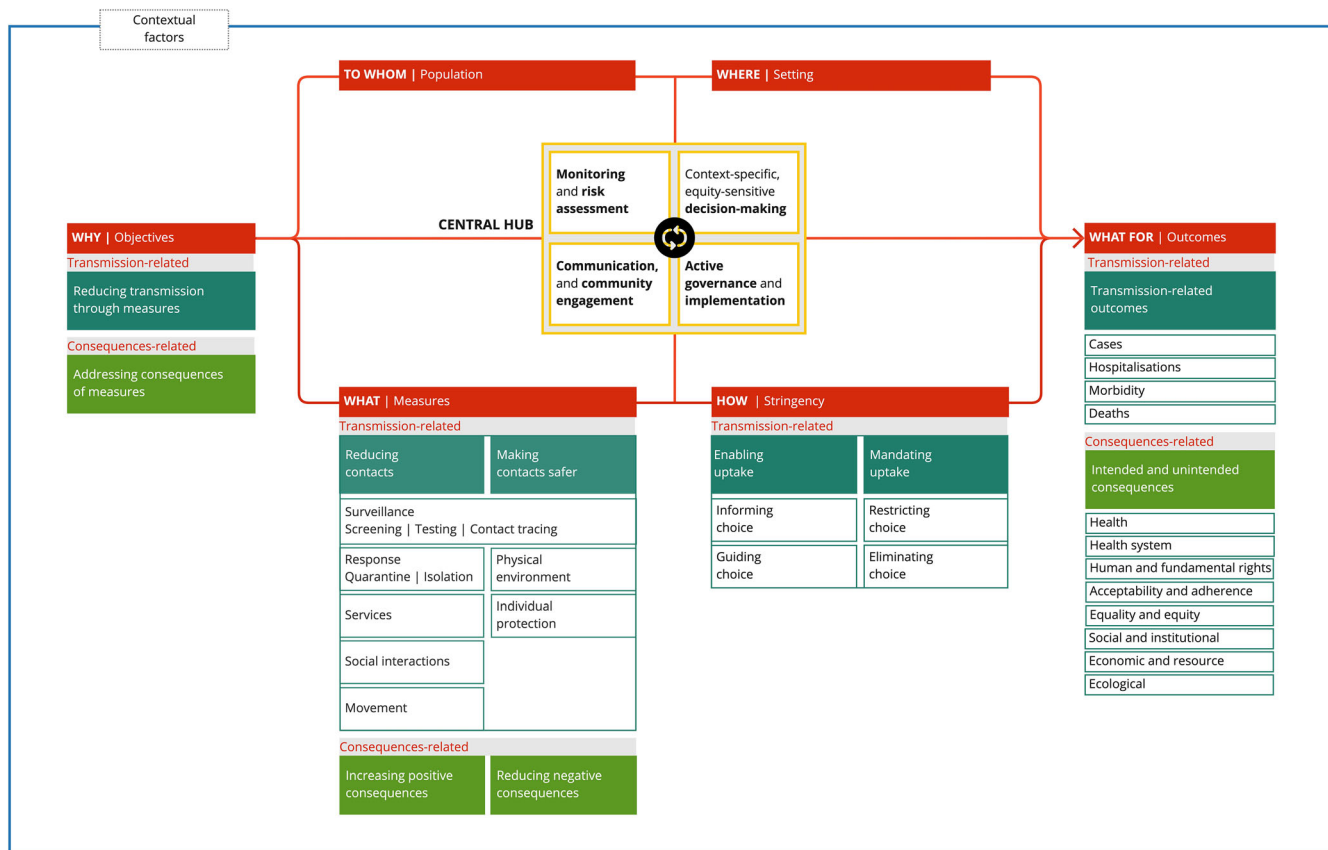 Contextual
factors
TO WHOM | Population
WHERE | Setting
CENTRAL HUB
Monitoring
and risk
assessment
Context-specific,
equity-sensitive
decision-making
Communication,
and community
engagement
Active
governance and
implementation
WHY | Objectives
Transmission-related
Reducing transmission
through measures
Consequences-related
Addressing consequences
of measures
WHAT | Measures
Transmission-related
Reducing
contacts
Making
contacts safer
Surveillance
Screening | Testing | Contact tracing
Response
Quarantine | Isolation
Physical
environment
Services
Individual
protection
Social interactions
Movement
Consequences-related
Increasing positive
consequences
Reducing negative
consequences
HOW | Stringency
Transmission-related
Enabling
uptake
Mandating
uptake
Informing
choice
Restricting
choice
Guiding
choice
Eliminating
choice
WHAT FOR | Outcomes
Transmission-related
Transmission-related
outcomes
Cases
Hospitalisations
Morbidity
Deaths
Consequences-related
Intended and unintended
consequences
Health
Health system
Human and fundamental rights
Acceptability and adherence
Equality and equity
Social and institutional
Economic and resource
Ecological